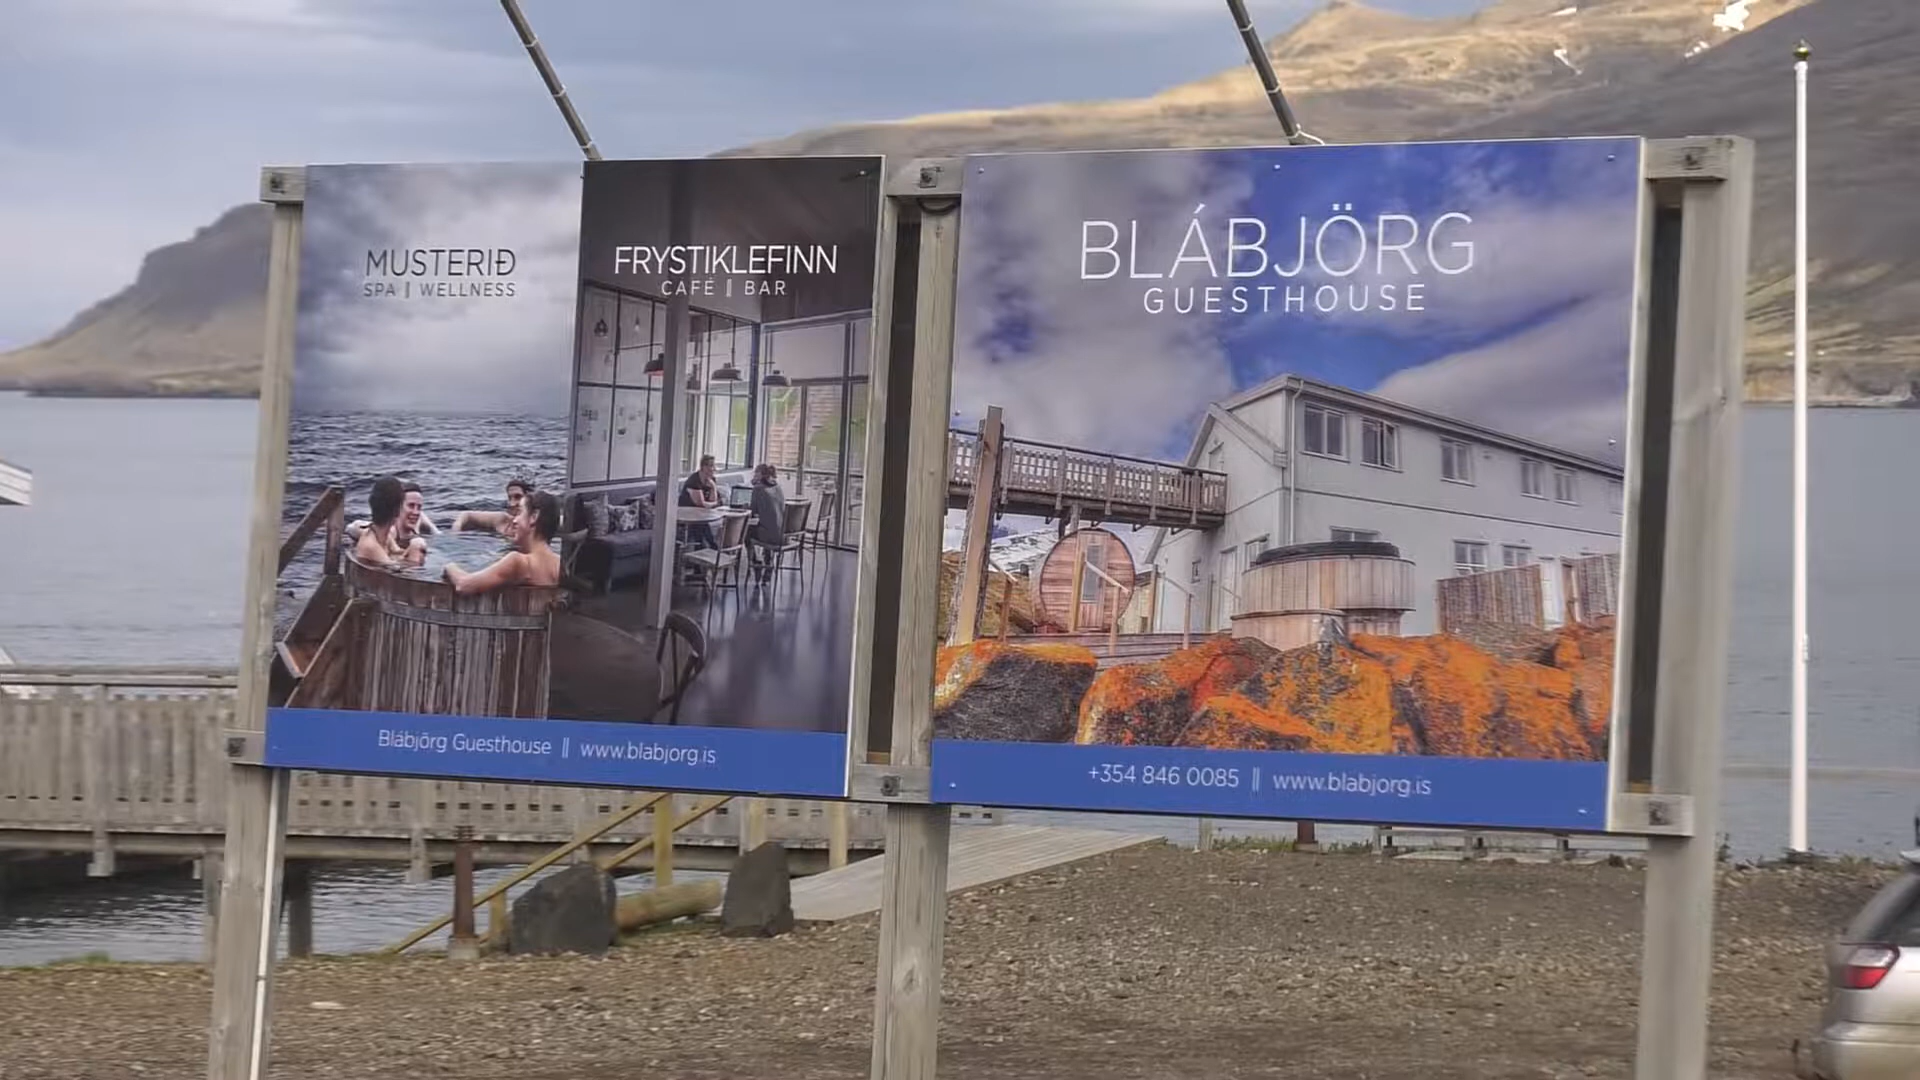 MUSTERIÐ
SPA || WELLNESS
FRYSTIKLEFINN
CAFÉ || BAR
Blábjörg Guesthouse || www.blabjorg.is
BLÁBJÖRG
GUESTHOUSE
+354 846 0085 || www.blabjorg.is